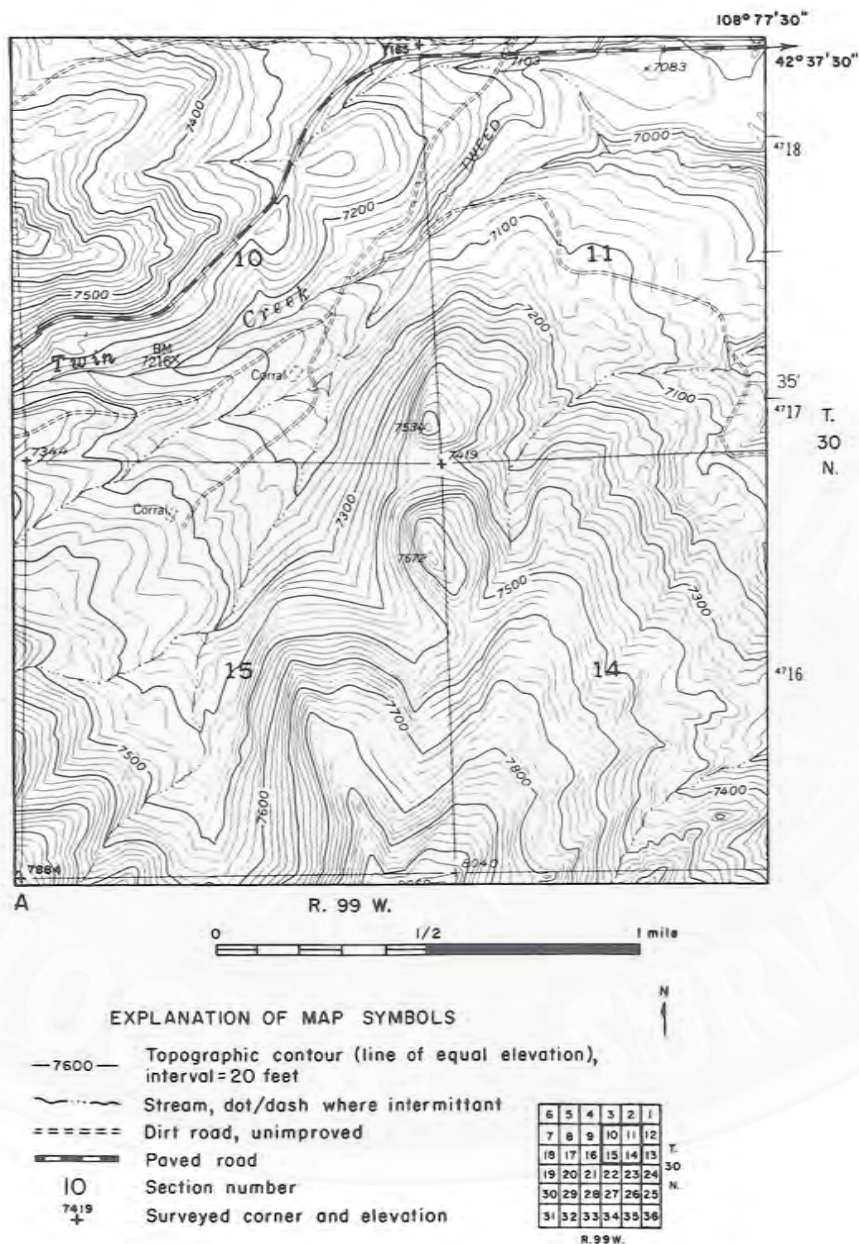 108° 77'30"
42° 37' 30"
7165
7103
7083
7400
TWEED
7000
4718
7200
10
7100
11
7500
Creek
7200
Twin
BM
7216X
Corral
35'
7100
4717
T.
30
N.
7534
7344
7419
Corral
7300
7672
7500
7300
15
14
4716
7700
7500
7800
7600
7400
7884
8040
A
R. 99 W.
0 1/2 1 mile
N
EXPLANATION OF MAP SYMBOLS
—7600— Topographic contour (line of equal elevation),
interval = 20 feet
Stream, dot/dash where intermittant
Dirt road, unimproved
Paved road
10 Section number
7419
+ Surveyed corner and elevation
6 5 4 3 2 1
7 8 9 10 11 12
18 17 16 15 14 13
19 20 21 22 23 24
30 29 28 27 26 25
31 32 33 34 35 36
T.
30
N.
R.99W.